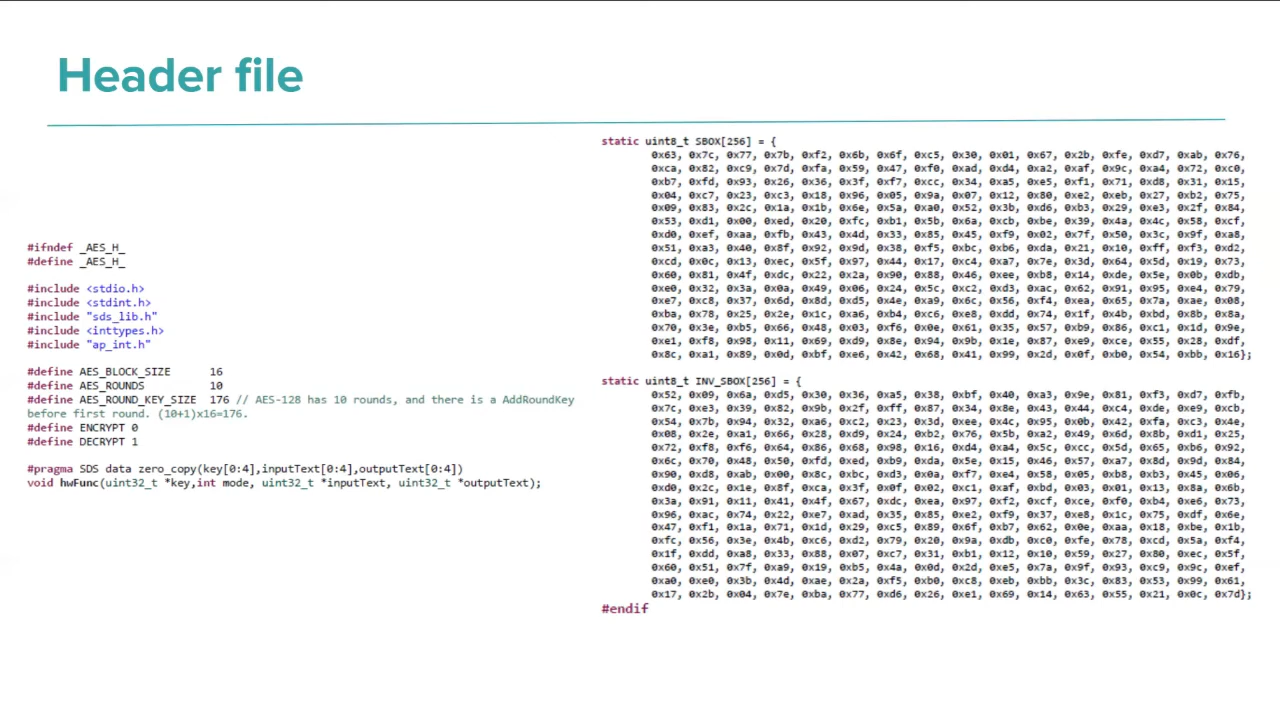 Header file
#ifndef _AES_H_
#define _AES_H_
#include <stdio.h>
#include <stdint.h>
#include "sds_lib.h"
#include <inttypes.h>
#include "ap_int.h"
#define AES_BLOCK_SIZE      16
#define AES_ROUNDS          10
#define AES_ROUND_KEY_SIZE  176 // AES-128 has 10 rounds, and there is a AddRoundKey
before first round. (10+1)x16=176.
#define ENCRYPT 0
#define DECRYPT 1
#pragma SDS data zero_copy(key[0:4],inputText[0:4],outputText[0:4])
void hwFunc(uint32_t *key,int mode, uint32_t *inputText, uint32_t *outputText);
static uint8_t SBOX[256] = {
0x63, 0x7c, 0x77, 0x7b, 0xf2, 0x6b, 0x6f, 0xc5, 0x30, 0x01, 0x67, 0x2b, 0xfe, 0xd7, 0xab, 0x76,
0xca, 0x82, 0xc9, 0x7d, 0xfa, 0x59, 0x47, 0xf0, 0xad, 0xd4, 0xa2, 0xaf, 0x9c, 0xa4, 0x72, 0xc0,
0xb7, 0xfd, 0x93, 0x26, 0x36, 0x3f, 0xf7, 0xcc, 0x34, 0xa5, 0xe5, 0xf1, 0x71, 0xd8, 0x31, 0x15,
0x04, 0xc7, 0x23, 0xc3, 0x18, 0x96, 0x05, 0x9a, 0x07, 0x12, 0x80, 0xe2, 0xeb, 0x27, 0xb2, 0x75,
0x09, 0x83, 0x2c, 0x1a, 0x1b, 0x6e, 0x5a, 0xa0, 0x52, 0x3b, 0xd6, 0xb3, 0x29, 0xe3, 0x2f, 0x84,
0x53, 0xd1, 0x00, 0xed, 0x20, 0xfc, 0xb1, 0x5b, 0x6a, 0xcb, 0xbe, 0x39, 0x4a, 0x4c, 0x58, 0xcf,
0xd0, 0xef, 0xaa, 0xfb, 0x43, 0x4d, 0x33, 0x85, 0x45, 0xf9, 0x02, 0x7f, 0x50, 0x3c, 0x9f, 0xa8,
0x51, 0xa3, 0x40, 0x8f, 0x92, 0x9d, 0x38, 0xf5, 0xbc, 0xb6, 0xda, 0x21, 0x10, 0xff, 0xf3, 0xd2,
0xcd, 0x0c, 0x13, 0xec, 0x5f, 0x97, 0x44, 0x17, 0xc4, 0xa7, 0x7e, 0x3d, 0x64, 0x5d, 0x19, 0x73,
0x60, 0x81, 0x4f, 0xdc, 0x22, 0x2a, 0x90, 0x88, 0x46, 0xee, 0xb8, 0x14, 0xde, 0x5e, 0x0b, 0xdb,
0xe0, 0x32, 0x3a, 0x0a, 0x49, 0x06, 0x24, 0x5c, 0xc2, 0xd3, 0xac, 0x62, 0x91, 0x95, 0xe4, 0x79,
0xe7, 0xc8, 0x37, 0x6d, 0x8d, 0xd5, 0x4e, 0xa9, 0x6c, 0x56, 0xf4, 0xea, 0x65, 0x7a, 0xae, 0x08,
0xba, 0x78, 0x25, 0x2e, 0x1c, 0xa6, 0xb4, 0xc6, 0xe8, 0xdd, 0x74, 0x1f, 0x4b, 0xbd, 0x8b, 0x8a,
0x70, 0x3e, 0xb5, 0x66, 0x48, 0x03, 0xf6, 0x0e, 0x61, 0x35, 0x57, 0xb9, 0x86, 0xc1, 0x1d, 0x9e,
0xe1, 0xf8, 0x98, 0x11, 0x69, 0xd9, 0x8e, 0x94, 0x9b, 0x1e, 0x87, 0xe9, 0xce, 0x55, 0x28, 0xdf,
0x8c, 0xa1, 0x89, 0x0d, 0xbf, 0xe6, 0x42, 0x68, 0x41, 0x99, 0x2d, 0x0f, 0xb0, 0x54, 0xbb, 0x16};
static uint8_t INV_SBOX[256] = {
0x52, 0x09, 0x6a, 0xd5, 0x30, 0x36, 0xa5, 0x38, 0xbf, 0x40, 0xa3, 0x9e, 0x81, 0xf3, 0xd7, 0xfb,
0x7c, 0xe3, 0x39, 0x82, 0x9b, 0x2f, 0xff, 0x87, 0x34, 0x8e, 0x43, 0x44, 0xc4, 0xde, 0xe9, 0xcb,
0x54, 0x7b, 0x94, 0x32, 0xa6, 0xc2, 0x23, 0x3d, 0xee, 0x4c, 0x95, 0x0b, 0x42, 0xfa, 0xc3, 0x4e,
0x08, 0x2e, 0xa1, 0x66, 0x28, 0xd9, 0x24, 0xb2, 0x76, 0x5b, 0xa2, 0x49, 0x6d, 0x8b, 0xd1, 0x25,
0x72, 0xf8, 0xf6, 0x64, 0x86, 0x68, 0x98, 0x16, 0xd4, 0xa4, 0x5c, 0xcc, 0x5d, 0x65, 0xb6, 0x92,
0x6c, 0x70, 0x48, 0x50, 0xfd, 0xed, 0xb9, 0xda, 0x5e, 0x15, 0x46, 0x57, 0xa7, 0x8d, 0x9d, 0x84,
0x90, 0xd8, 0xab, 0x00, 0x8c, 0xbc, 0xd3, 0x0a, 0xf7, 0xe4, 0x58, 0x05, 0xb8, 0xb3, 0x45, 0x06,
0xd0, 0x2c, 0x1e, 0x8f, 0xca, 0x3f, 0x0f, 0x02, 0xc1, 0xaf, 0xbd, 0x03, 0x01, 0x13, 0x8a, 0x6b,
0x3a, 0x91, 0x11, 0x41, 0x4f, 0x67, 0xdc, 0xea, 0x97, 0xf2, 0xcf, 0xce, 0xf0, 0xb4, 0xe6, 0x73,
0x96, 0xac, 0x74, 0x22, 0xe7, 0xad, 0x35, 0x85, 0xe2, 0xf9, 0x37, 0xe8, 0x1c, 0x75, 0xdf, 0x6e,
0x47, 0xf1, 0x1a, 0x71, 0x1d, 0x29, 0xc5, 0x89, 0x6f, 0xb7, 0x62, 0x0e, 0xaa, 0x18, 0xbe, 0x1b,
0xfc, 0x56, 0x3e, 0x4b, 0xc6, 0xd2, 0x79, 0x20, 0x9a, 0xdb, 0xc0, 0xfe, 0x78, 0xcd, 0x5a, 0xf4,
0x1f, 0xdd, 0xa8, 0x33, 0x88, 0x07, 0xc7, 0x31, 0xb1, 0x12, 0x10, 0x59, 0x27, 0x80, 0xec, 0x5f,
0x60, 0x51, 0x7f, 0xa9, 0x19, 0xb5, 0x4a, 0x0d, 0x2d, 0xe5, 0x7a, 0x9f, 0x93, 0xc9, 0x9c, 0xef,
0xa0, 0xe0, 0x3b, 0x4d, 0xae, 0x2a, 0xf5, 0xb0, 0xc8, 0xeb, 0xbb, 0x3c, 0x83, 0x53, 0x99, 0x61,
0x17, 0x2b, 0x04, 0x7e, 0xba, 0x77, 0xd6, 0x26, 0xe1, 0x69, 0x14, 0x63, 0x55, 0x21, 0x0c, 0x7d};
#endif